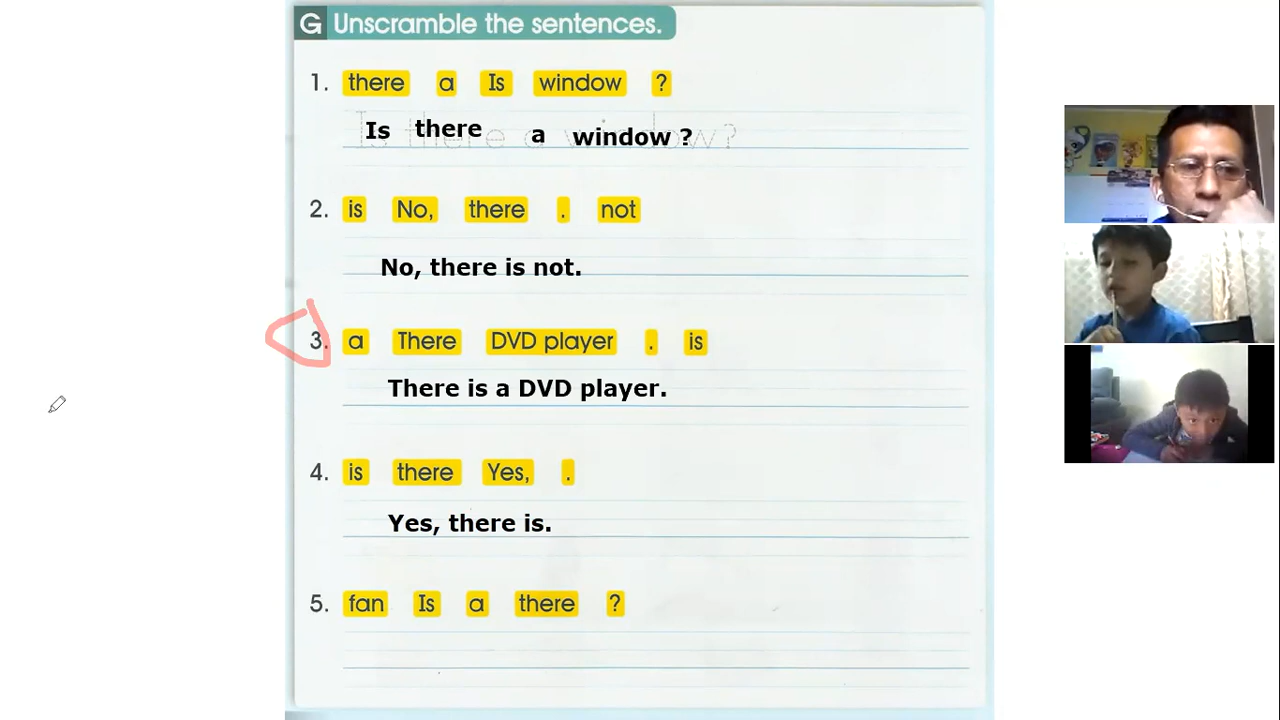 G Unscramble the sentences.
1. there a Is window ?
Is there a window ?
2. is No, there . not
No, there is not.
3. a There DVD player . is
There is a DVD player.
4. is there Yes, .
Yes, there is.
5. fan Is a there ?